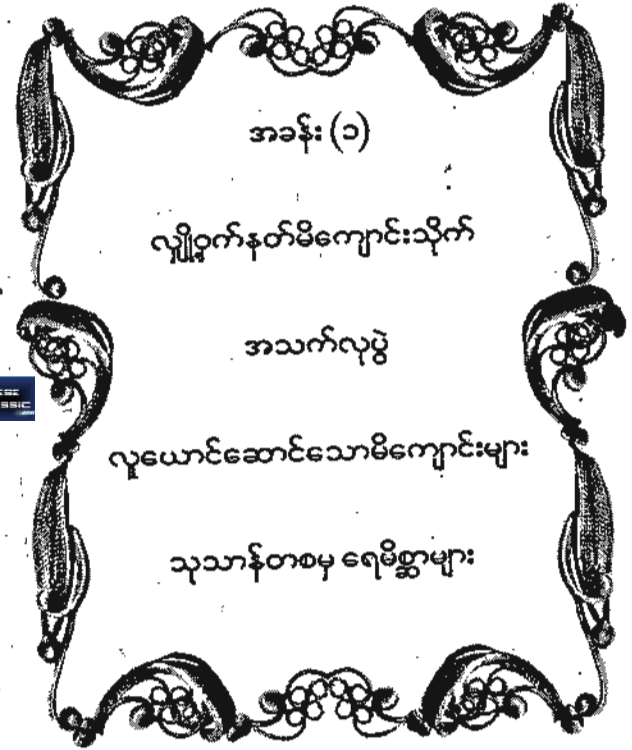 အခန်း (၁)
လျှို့ဝှက်နတ်မိကျောင်းသိုက်
အသက်လုပွဲ
လူယောင်ဆောင်သောမိကျောင်းများ
သုသာန်တစမှ ရေမိစ္ဆာများ